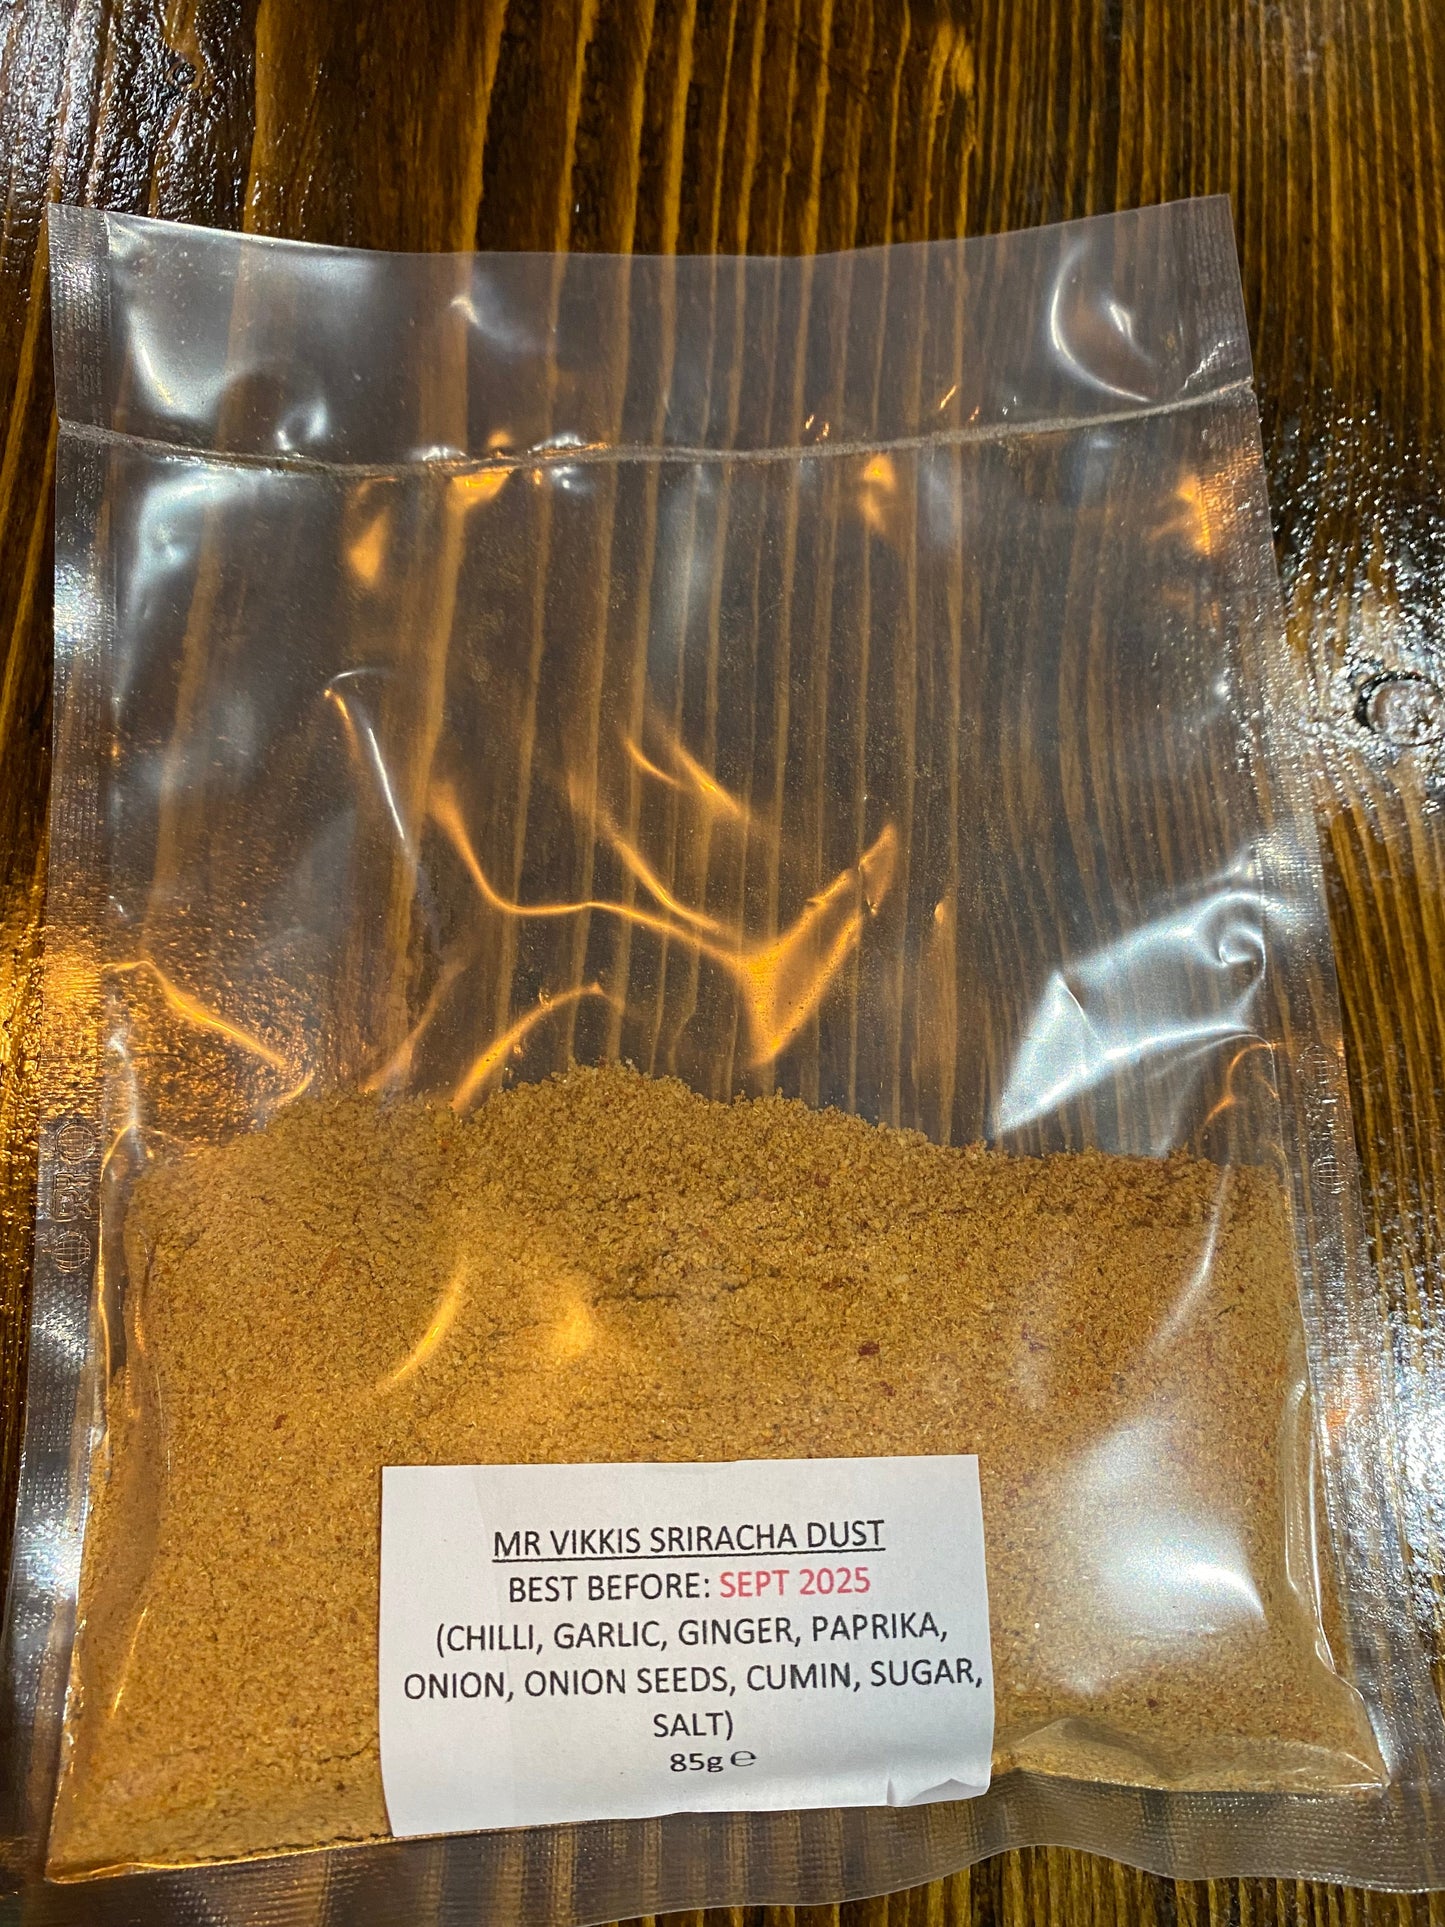 MR VIKKIS SRIRACHA DUST
BEST BEFORE: SEPT 2025
(CHILLI, GARLIC, GINGER, PAPRIKA,
ONION, ONION SEEDS, CUMIN, SUGAR,
SALT)
85g ℮